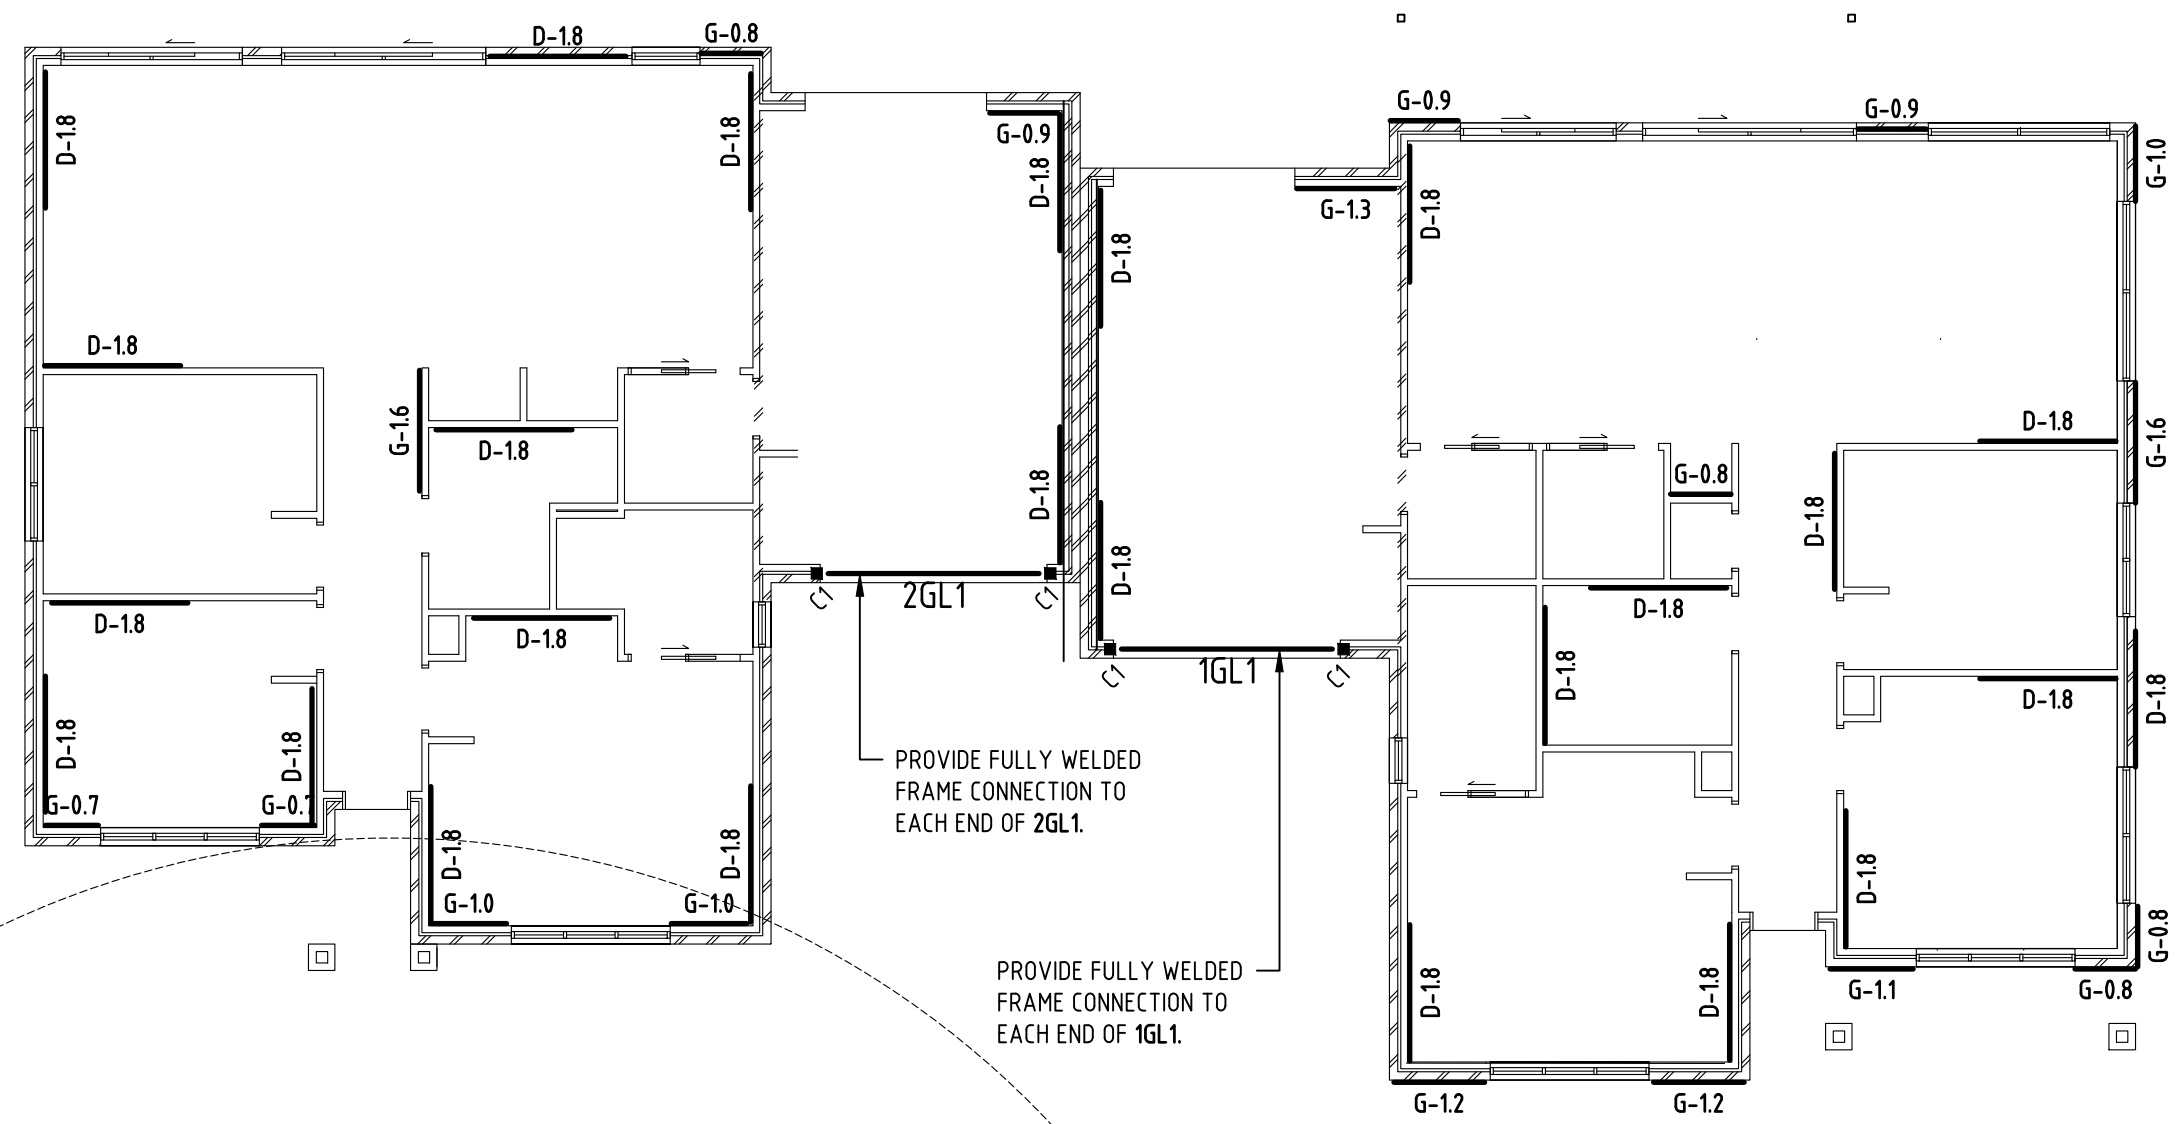 D-1.8
G-0.8
D-1.8
D-1.8
G-0.9
D-1.8
D-1.8
G-1.6
D-1.8
D-1.8
D-1.8
D-1.8
D-1.8
D-1.8
G-0.7
G-0.7
D-1.8
D-1.8
G-1.0
G-1.0
2GL1
C1
C1
PROVIDE FULLY WELDED
FRAME CONNECTION TO
EACH END OF 2GL1.
G-0.9
G-0.9
G-1.0
G-1.3
D-1.8
D-1.8
D-1.8
G-1.6
G-0.8
D-1.8
D-1.8
D-1.8
D-1.8
1GL1
C1
C1
D-1.8
D-1.8
D-1.8
G-0.8
G-1.1
G-0.8
PROVIDE FULLY WELDED
FRAME CONNECTION TO
EACH END OF 1GL1.
D-1.8
D-1.8
G-1.2
G-1.2